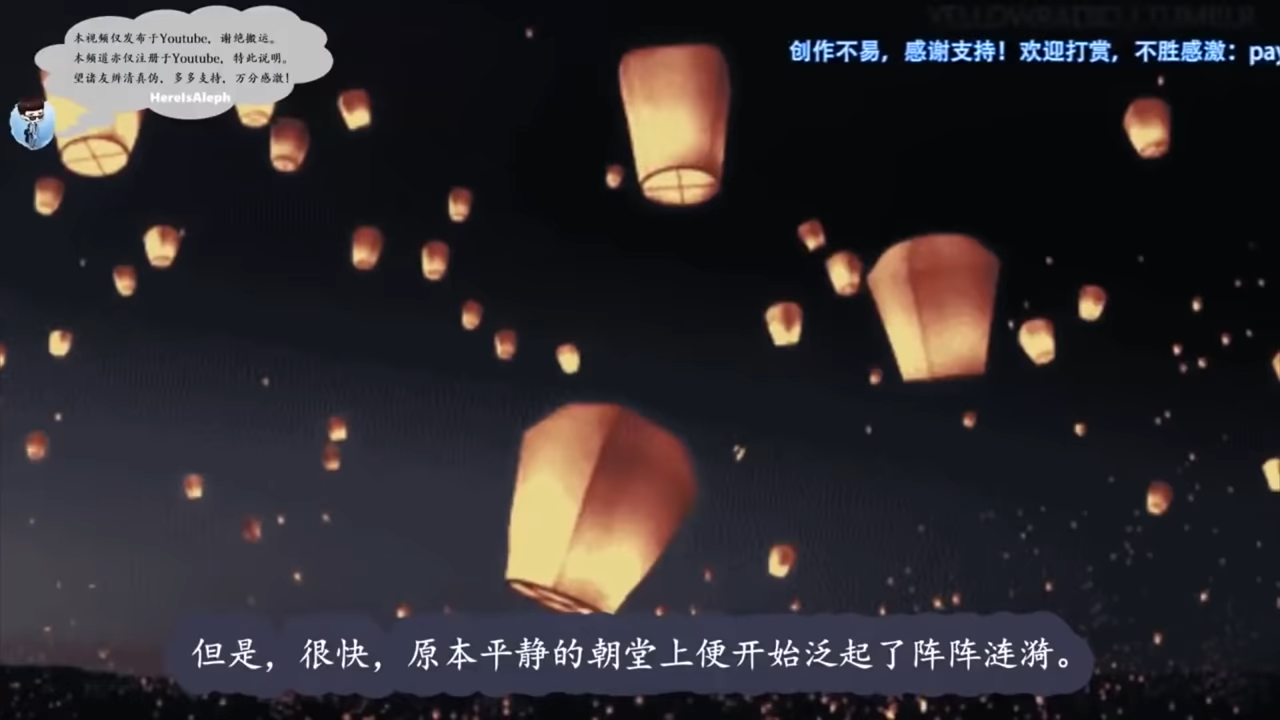 本视频仅发布于Youtube，谢绝搬运。
本频道亦仅注册于Youtube，特此说明。
望诸友辨清真伪，多多支持，万分感激！
HereIsAleph
创作不易，感谢支持！欢迎打赏，不胜感激：pay
但是，很快，原本平静的朝堂上便开始泛起了阵阵涟漪。